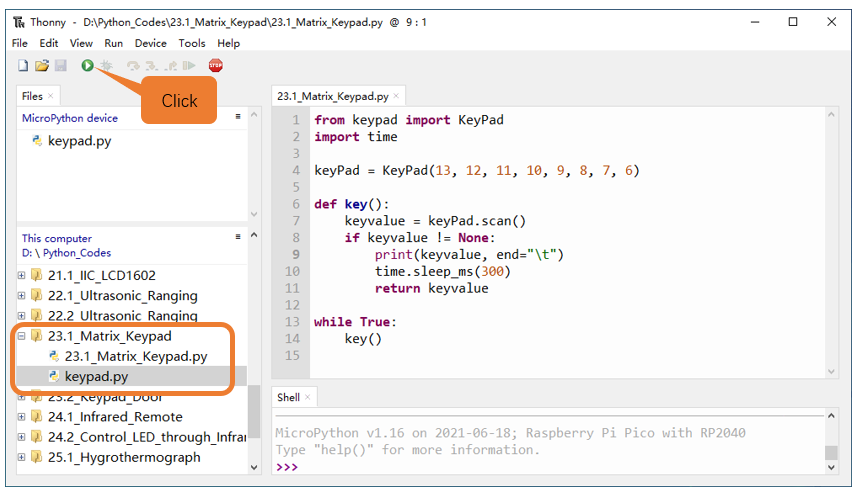 Thonny - D:\Python_Codes\23.1_Matrix_Keypad\23.1_Matrix_Keypad.py @ 9 : 1
File Edit View Run Device Tools Help
STOP
Click
Files ×
MicroPython device
keypad.py
This computer
D: \ Python_Codes
21.1_IIC_LCD1602
22.1_Ultrasonic_Ranging
22.2_Ultrasonic_Ranging
23.1_Matrix_Keypad
23.1_Matrix_Keypad.py
keypad.py
23.2_Keypad_Door
24.1_Infrared_Remote
24.2_Control_LED_through_Infrar
25.1_Hygrothermograph
23.1_Matrix_Keypad.py ×
1 from keypad import KeyPad
2 import time
3
4 keyPad = KeyPad(13, 12, 11, 10, 9, 8, 7, 6)
5
6 def key():
7 keyvalue = keyPad.scan()
8 if keyvalue != None:
9 print(keyvalue, end="\t")
10 time.sleep_ms(300)
11 return keyvalue
12
13 while True:
14 key()
15
Shell ×
MicroPython v1.16 on 2021-06-18; Raspberry Pi Pico with RP2040
Type "help()" for more information.
>>>